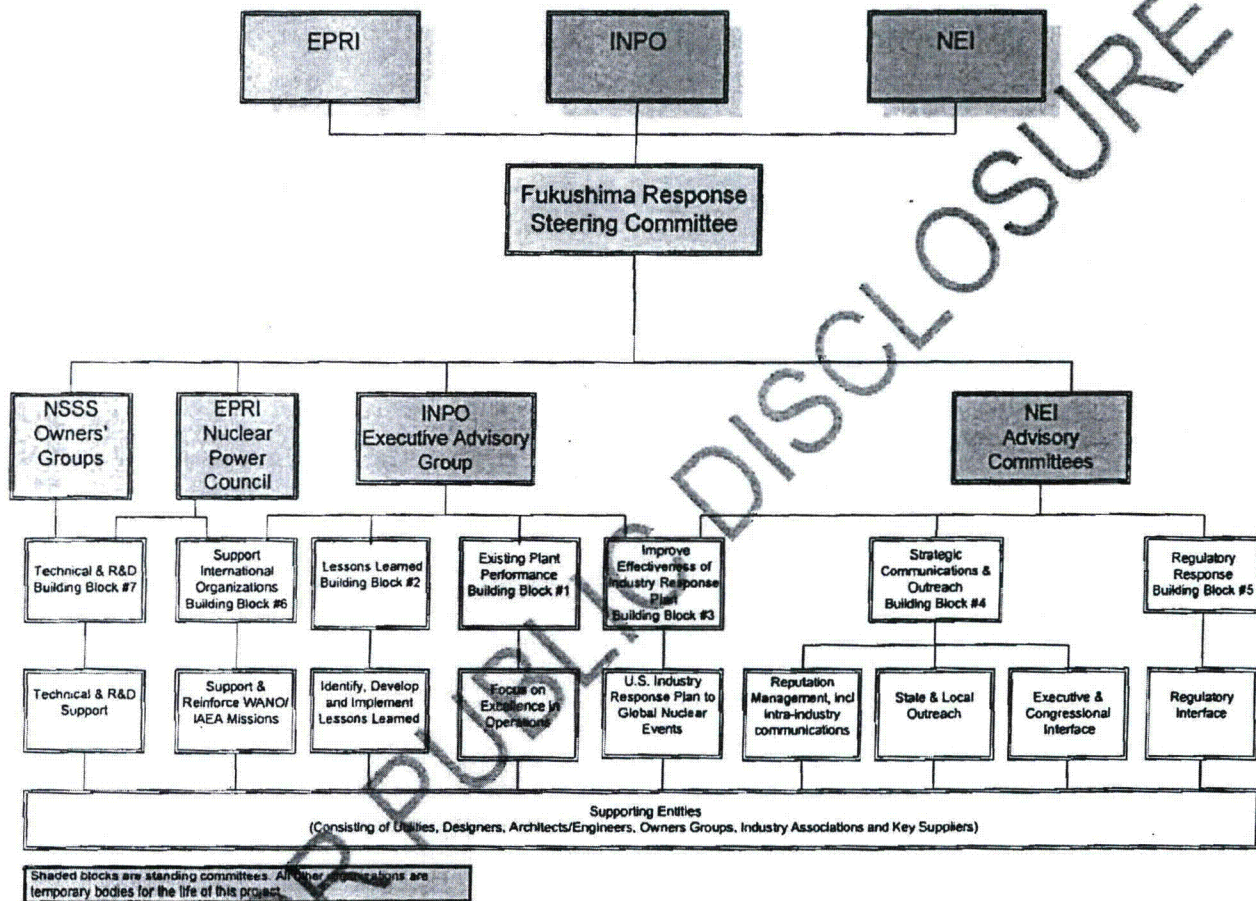 EPRI
INPO
NEI
Fukushima Response
Steering Committee
NSSS
Owners'
Groups
EPRI
Nuclear
Power
Council
INPO
Executive Advisory
Group
NEI
Advisory
Committees
Technical & R&D
Building Block #7
Support
International
Organizations
Building Block #6
Lessons Learned
Building Block #2
Existing Plant
Performance
Building Block #1
Improve
Effectiveness of
Industry Response
Plan
Building Block #3
Strategic
Communications &
Outreach
Building Block #4
Regulatory
Response
Building Block #5
Technical & R&D
Support
Support &
Reinforce WANO/
IAEA Missions
Identify, Develop
and Implement
Lessons Learned
Focus on
Excellence in
Operations
U.S. Industry
Response Plan to
Global Nuclear
Events
Reputation
Management, incl
intra-industry
communications
State & Local
Outreach
Executive &
Congressional
Interface
Regulatory
Interface
Supporting Entities
(Consisting of Utilities, Designers, Architects/Engineers, Owners Groups, Industry Associations and Key Suppliers)
Shaded blocks are standing committees. All other organizations are
temporary bodies for the life of this project
OR PUBLIC DISCLOSURE